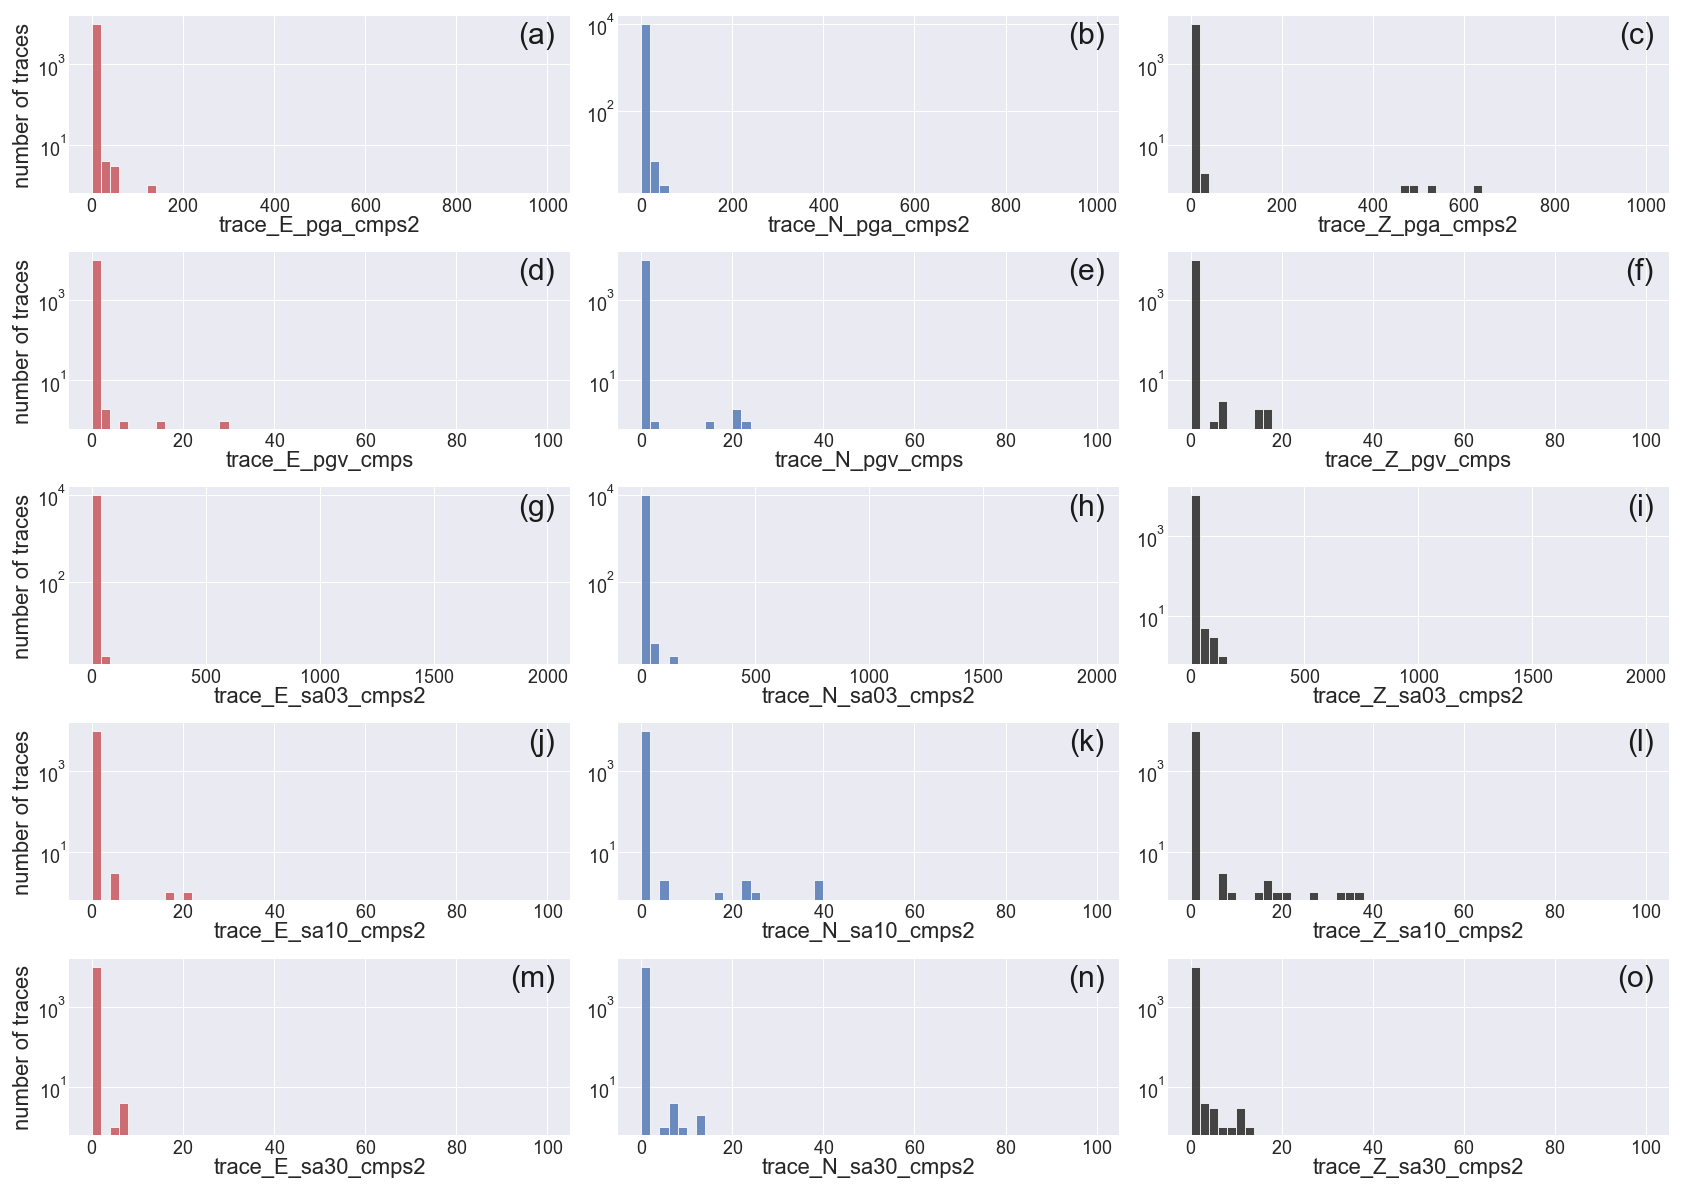 number of traces
10^3
10^1
(a)
0 200 400 600 800 1000
trace_E_pga_cmps2
10^4
10^2
(b)
0 200 400 600 800 1000
trace_N_pga_cmps2
10^3
10^1
(c)
0 200 400 600 800 1000
trace_Z_pga_cmps2
number of traces
10^3
10^1
(d)
0 20 40 60 80 100
trace_E_pgv_cmps
10^3
10^1
(e)
0 20 40 60 80 100
trace_N_pgv_cmps
10^3
10^1
(f)
0 20 40 60 80 100
trace_Z_pgv_cmps
number of traces
10^4
10^2
(g)
0 500 1000 1500 2000
trace_E_sa03_cmps2
10^4
10^2
(h)
0 500 1000 1500 2000
trace_N_sa03_cmps2
10^3
10^1
(i)
0 500 1000 1500 2000
trace_Z_sa03_cmps2
number of traces
10^3
10^1
(j)
0 20 40 60 80 100
trace_E_sa10_cmps2
10^3
10^1
(k)
0 20 40 60 80 100
trace_N_sa10_cmps2
10^3
10^1
(l)
0 20 40 60 80 100
trace_Z_sa10_cmps2
number of traces
10^3
10^1
(m)
0 20 40 60 80 100
trace_E_sa30_cmps2
10^3
10^1
(n)
0 20 40 60 80 100
trace_N_sa30_cmps2
10^3
10^1
(o)
0 20 40 60 80 100
trace_Z_sa30_cmps2